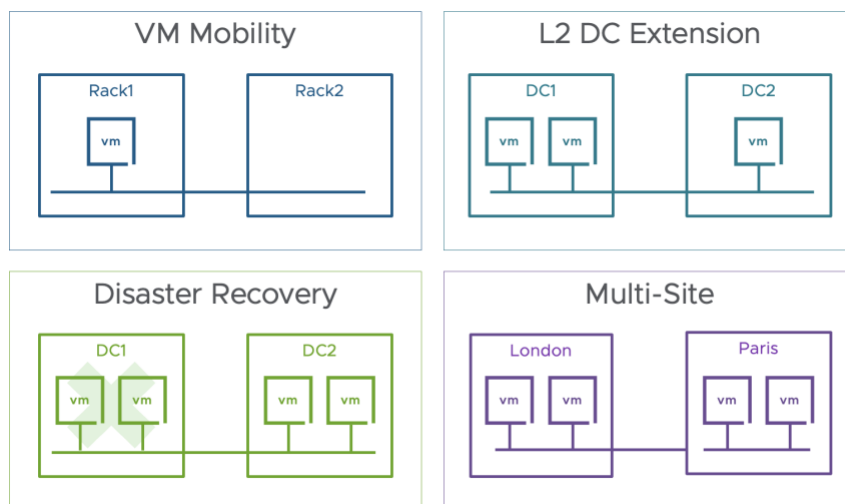 VM Mobility
Rack1
Rack2
vm
L2 DC Extension
DC1
DC2
vm
vm
vm
Disaster Recovery
DC1
DC2
vm
vm
vm
vm
Multi-Site
London
Paris
vm
vm
vm
vm